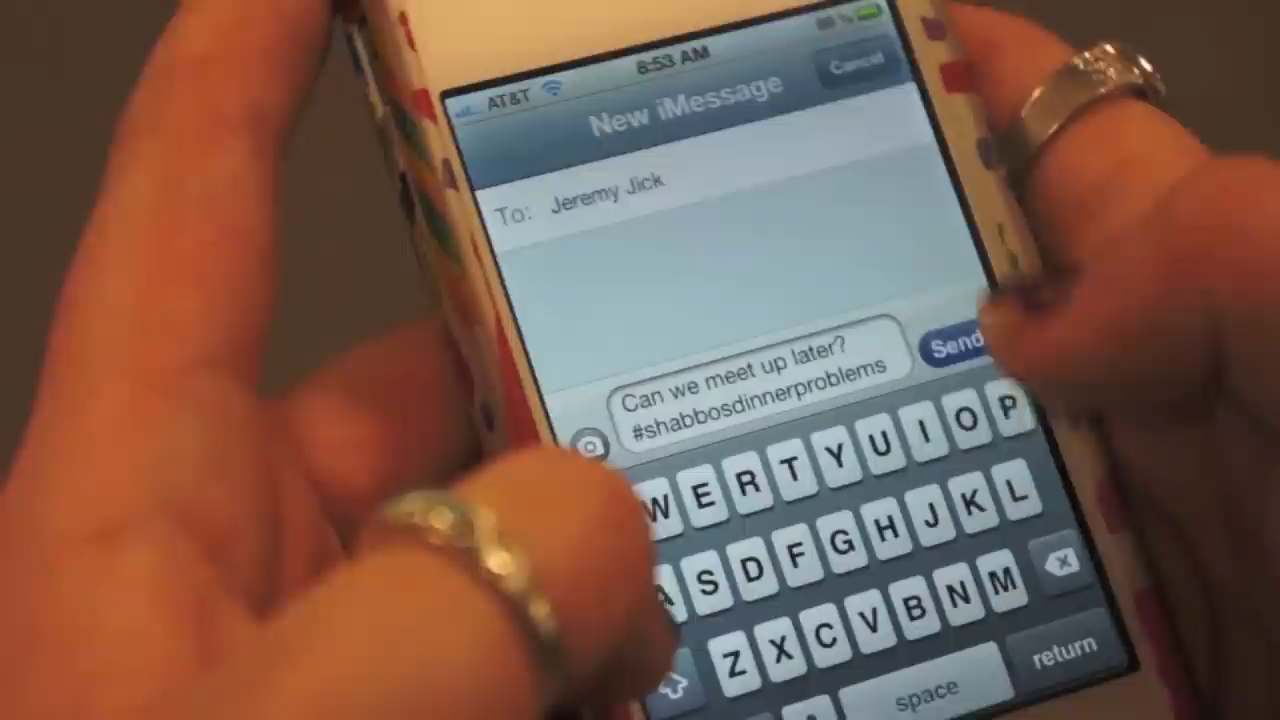 AT&T 6:53 AM
New iMessage Cancel
To: Jeremy Jick
Can we meet up later?
#shabbosdinnerproblems
Send
W E R T Y U I O P
A S D F G H J K L
Z X C V B N M
space return